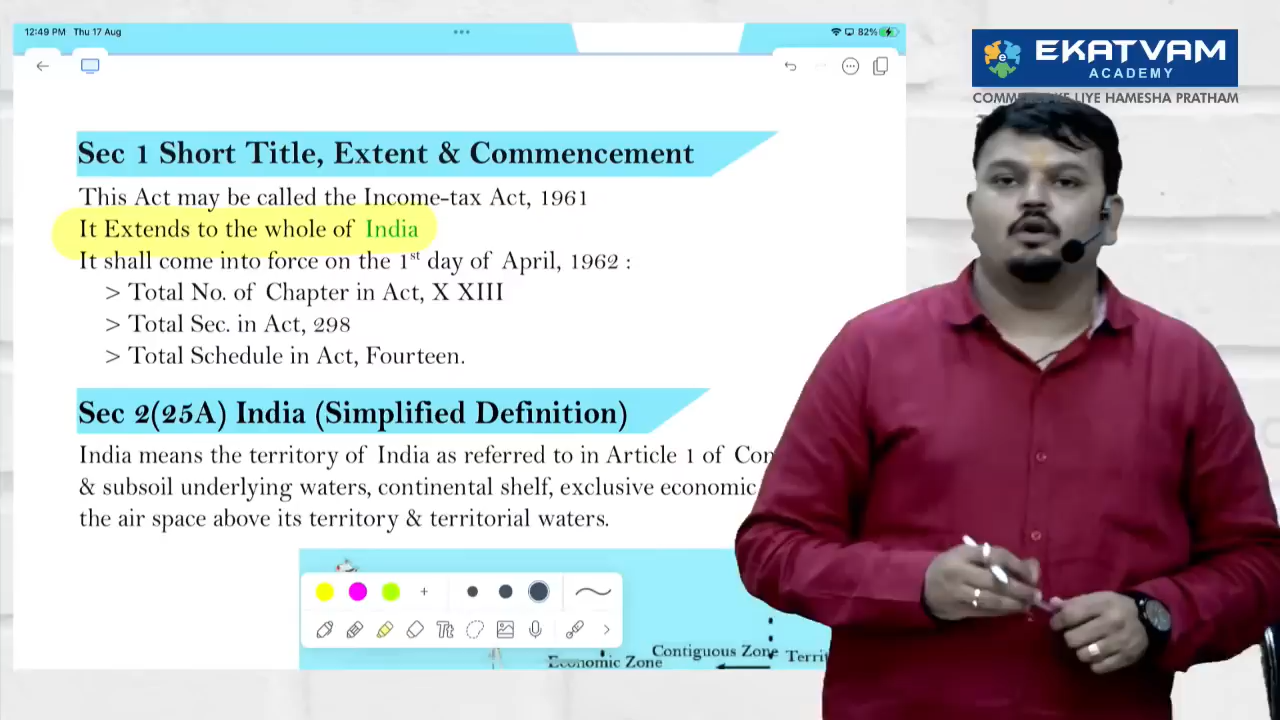 12:49 PM Thu 17 Aug
82%
EKATVAM
ACADEMY
LIYE HAMESHA PRATHAM
Sec 1 Short Title, Extent & Commencement
This Act may be called the Income-tax Act, 1961
It Extends to the whole of India
It shall come into force on the 1st day of April, 1962 :
> Total No. of Chapter in Act, X XIII
> Total Sec. in Act, 298
> Total Schedule in Act, Fourteen.
Sec 2(25A) India (Simplified Definition)
India means the territory of India as referred to in Article 1 of
& subsoil underlying waters, continental shelf, exclusive economic
the air space above its territory & territorial waters.
Contiguous Zone
Economic Zone